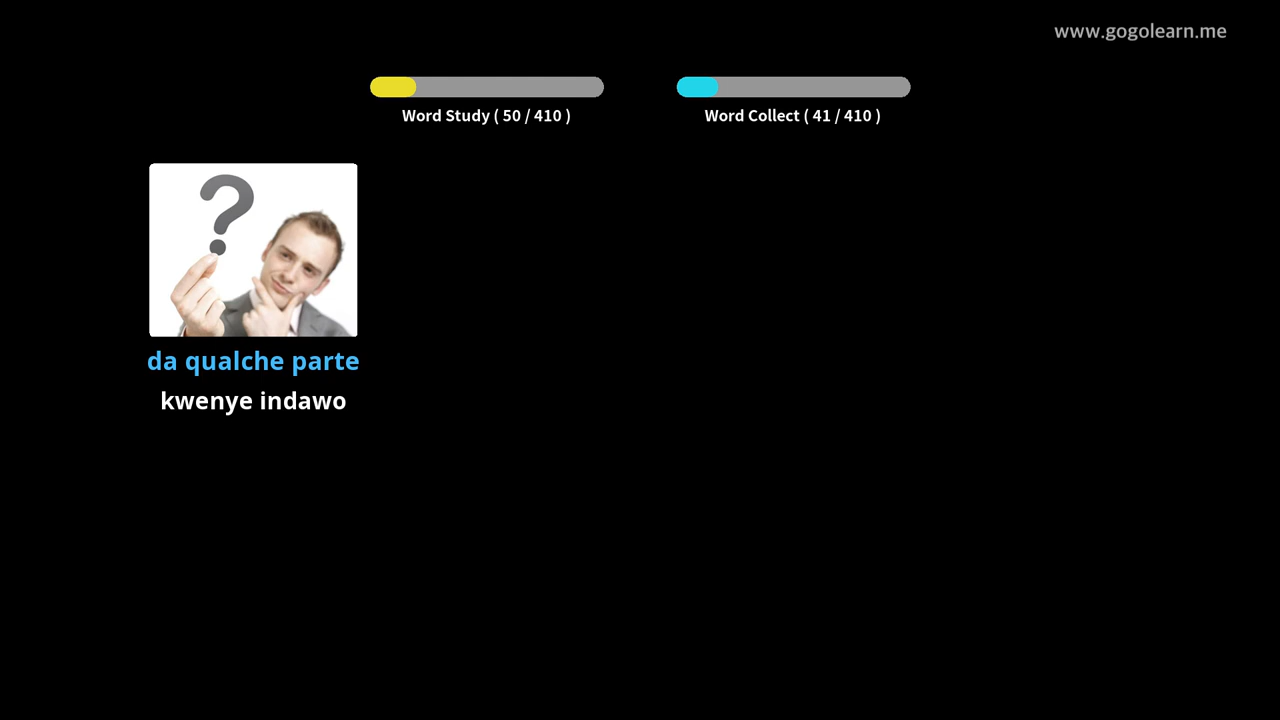 www.gogolearn.me
Word Study ( 50 / 410 )
Word Collect ( 41 / 410 )
?
da qualche parte
kwenye indawo